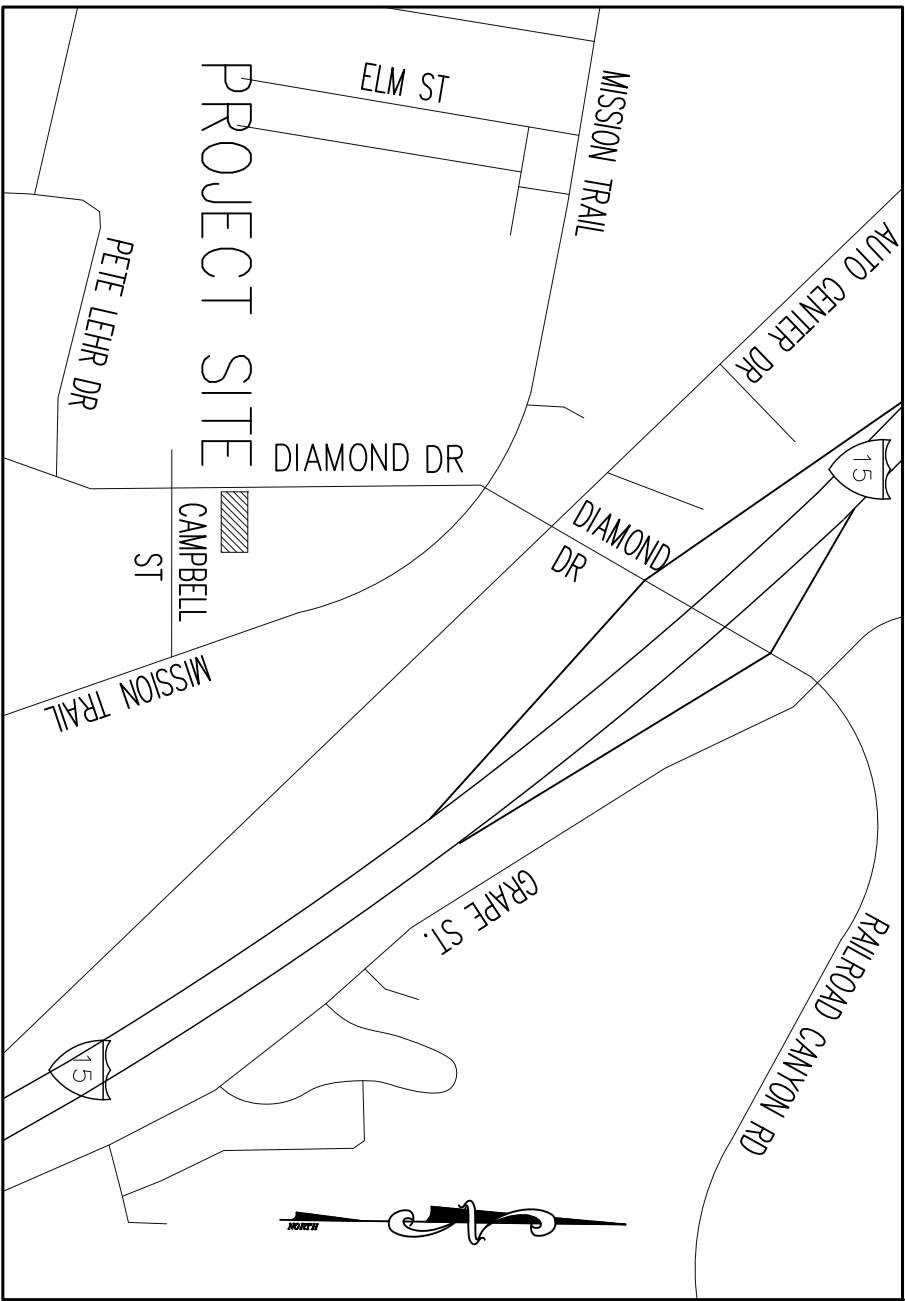 ELM ST
MISSION TRAIL
PROJECT SITE
AUTO CENTER DR
15
PETE LEHR DR
DIAMOND DR
DIAMOND
DR
CAMPBELL
ST
MISSION TRAIL
GRAPE ST.
RAILROAD CANYON RD
15
NORTH